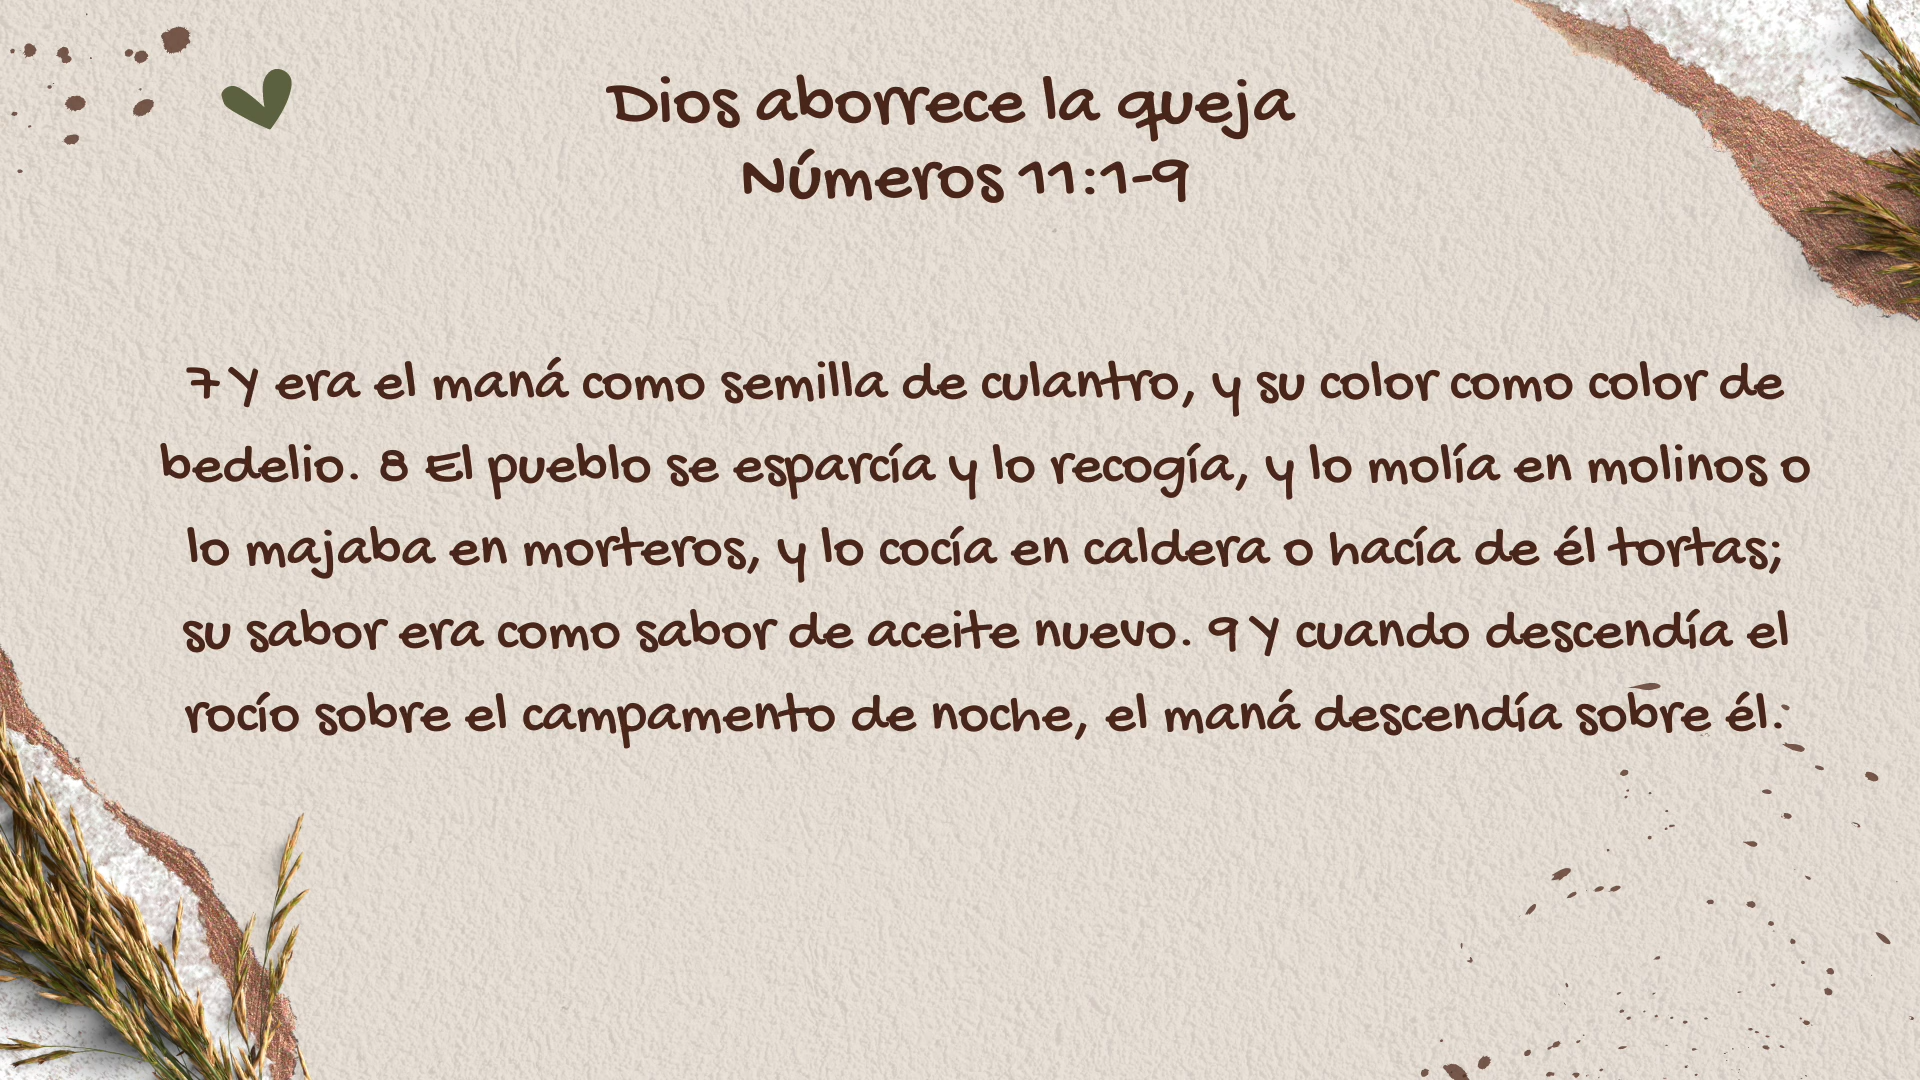 Dios aborrece la queja
Números 11:1-9
7 Y era el maná como semilla de culantro, y su color como color de
bedelio. 8 El pueblo se esparcía y lo recogía, y lo molía en molinos o
lo majaba en morteros, y lo cocía en caldera o hacía de él tortas;
su sabor era como sabor de aceite nuevo. 9 Y cuando descendía el
rocío sobre el campamento de noche, el maná descendía sobre él.